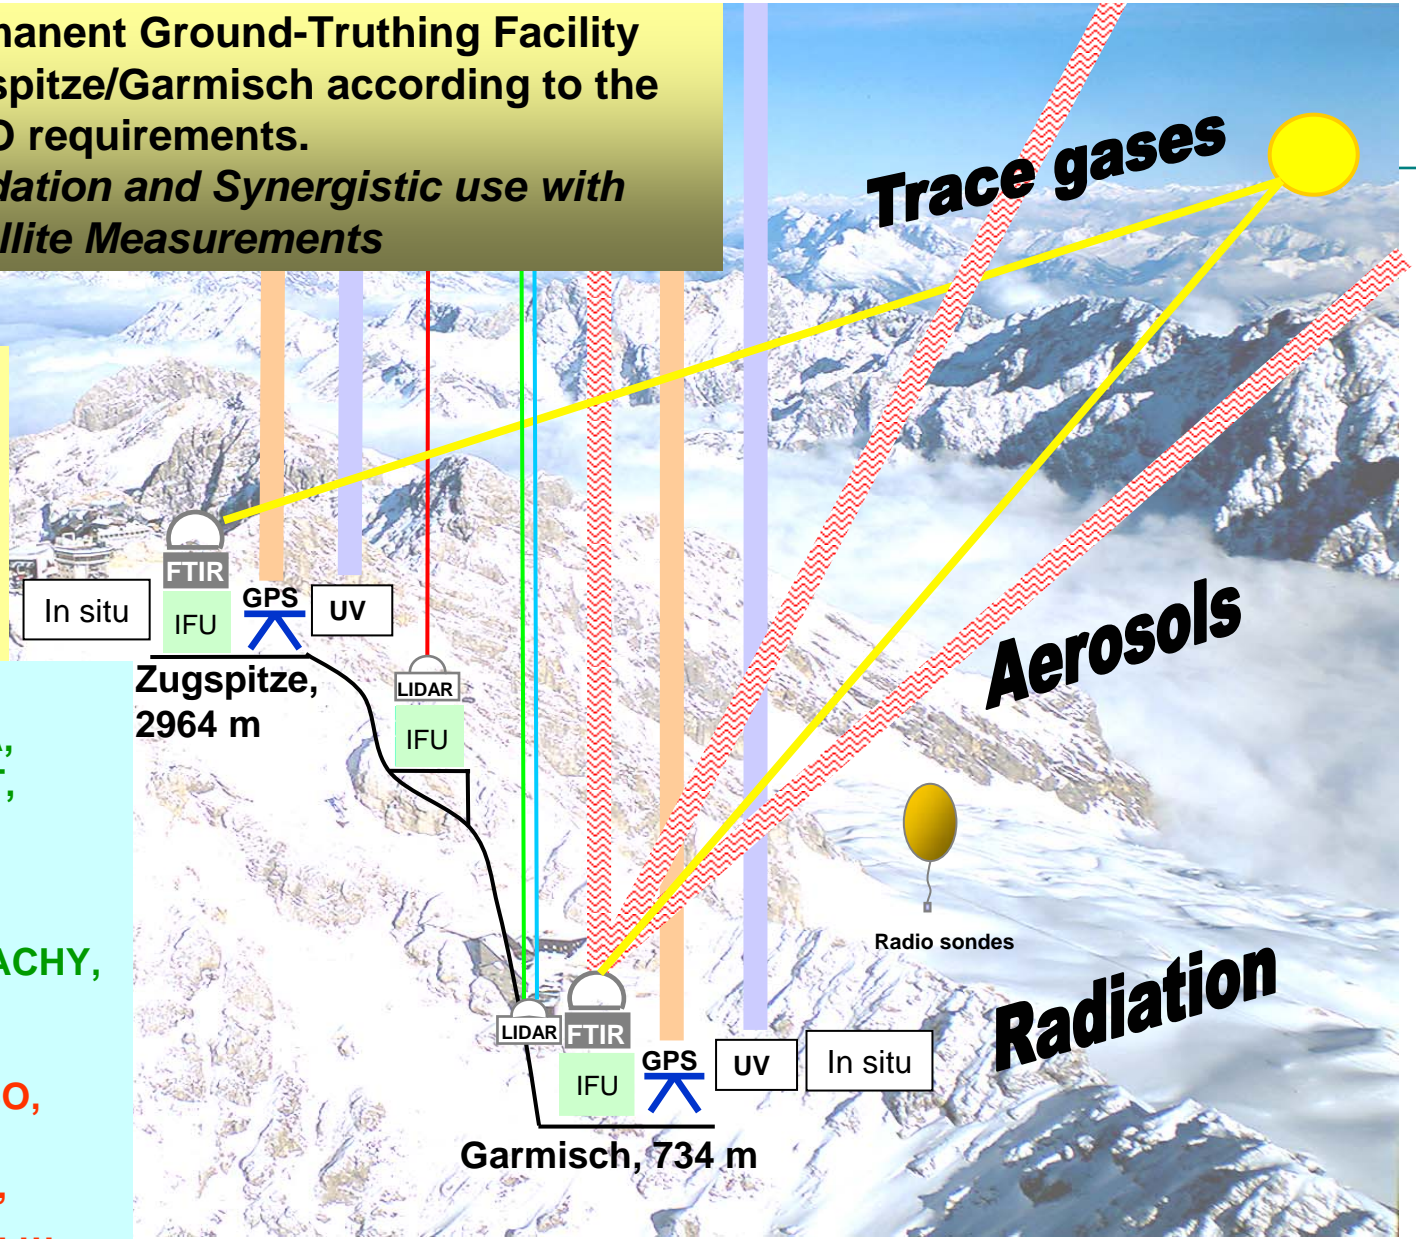 manent Ground-Truthing Facility
spitze/Garmisch according to the
O requirements.
dation and Synergistic use with
llite Measurements
Trace gases
FTIR
In situ
IFU
GPS
UV
Zugspitze,
2964 m
LIDAR
IFU
Aerosols
A,
T,
ACHY,
O,
,
Radio sondes
Radiation
LIDAR
FTIR
IFU
GPS
UV
In situ
Garmisch, 734 m